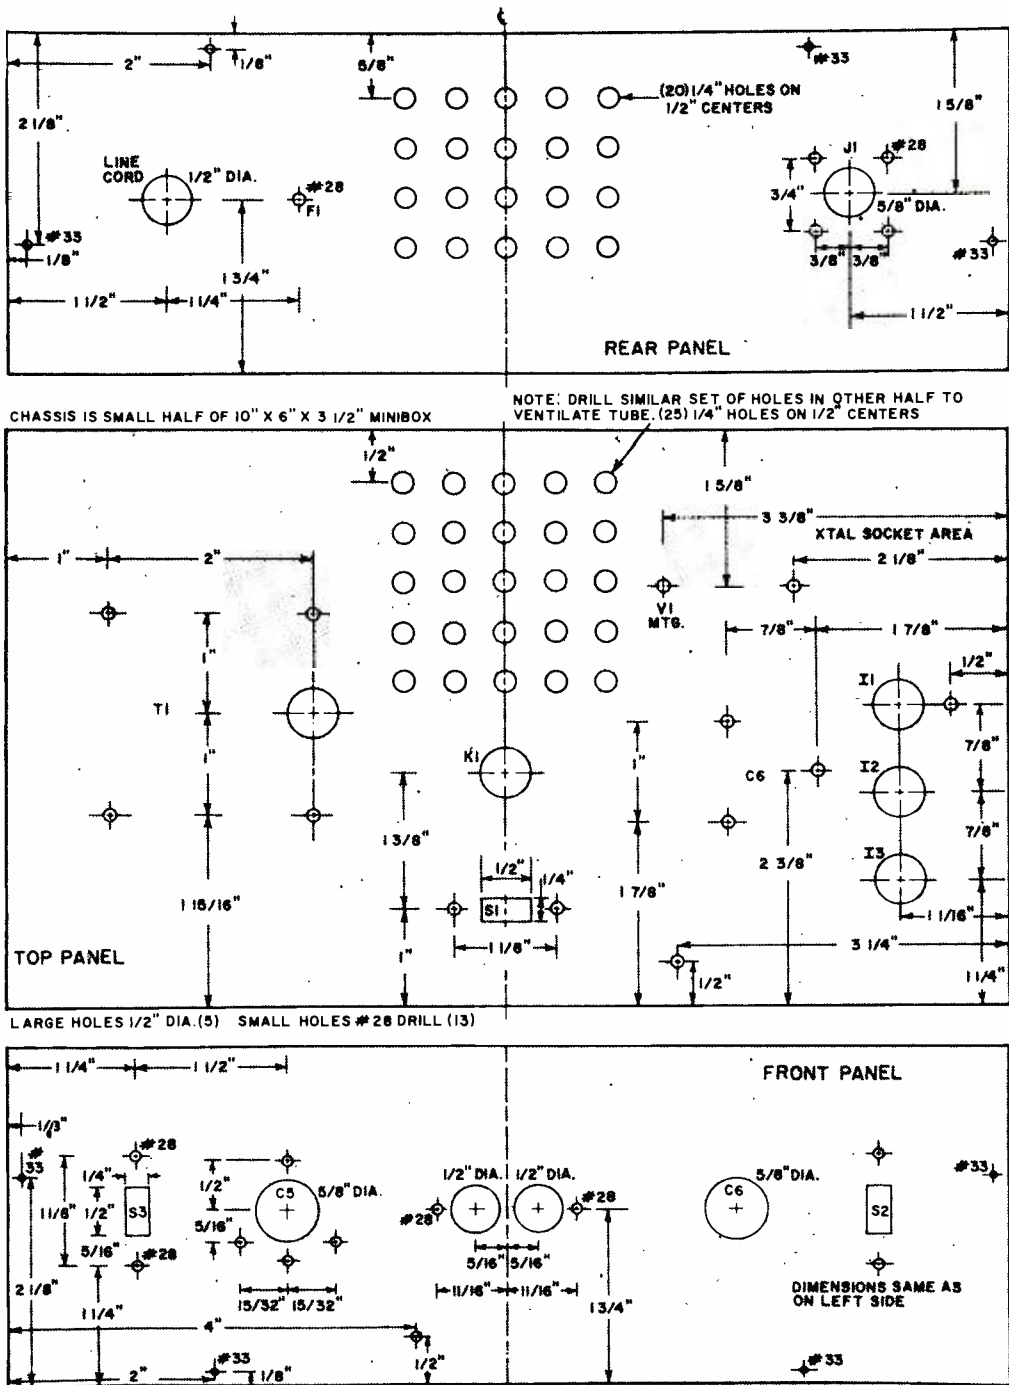 ℄
2"
1/8"
5/8"
(20) 1/4" HOLES ON
1/2" CENTERS
#33
1 5/8"
2 1/8"
LINE
CORD
1/2" DIA.
#28
F1
J1
#28
3/4"
5/8" DIA.
#33
1/8"
3/8"
3/8"
#33
1 3/4"
1 1/2"
1 1/4"
1 1/2"
REAR PANEL
CHASSIS IS SMALL HALF OF 10" X 6" X 3 1/2" MINIBOX
NOTE: DRILL SIMILAR SET OF HOLES IN OTHER HALF TO
VENTILATE TUBE. (25) 1/4" HOLES ON 1/2" CENTERS
1/2"
1 5/8"
3 3/8"
XTAL SOCKET AREA
1"
2"
2 1/8"
V1
MTG.
7/8"
1 7/8"
1"
1/2"
I1
T1
7/8"
1"
K1
1"
C6
I2
1 3/8"
2 3/8"
7/8"
I3
1/2"
1/4"
1 7/8"
1 15/16"
S1
1 1/16"
1 1/8"
3 1/4"
TOP PANEL
1"
1/2"
1 1/4"
LARGE HOLES 1/2" DIA.(5) SMALL HOLES #28 DRILL (13)
1 1/4"
1 1/2"
FRONT PANEL
1/8"
#28
#
33
1/4"
1/2"
C5
5/8" DIA.
1/2" DIA.
1/2" DIA.
C6
5/8" DIA.
#33
1 1/8"
1/2"
S3
#28
#28
S2
5/16"
5/16"
#28
5/16"
5/16"
2 1/8"
1 1/4"
15/32"
15/32"
11/16"
11/16"
1 3/4"
DIMENSIONS SAME AS
ON LEFT SIDE
4"
#33
1/2"
#33
2"
1/8"